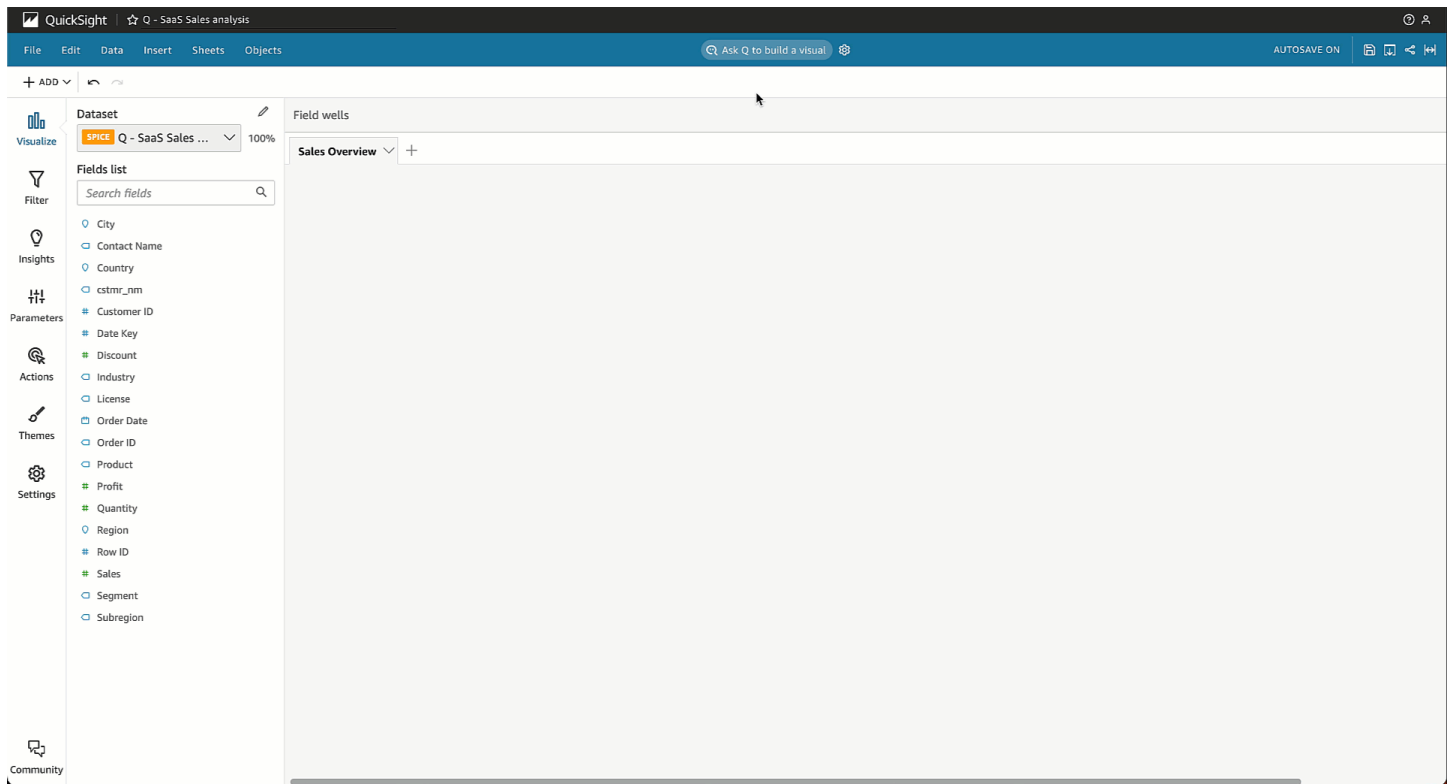 QuickSight Q - SaaS Sales analysis
File Edit Data Insert Sheets Objects Ask Q to build a visual AUTOSAVE ON
ADD
Visualize
Filter
Insights
Parameters
Actions
Themes
Settings
Community
Dataset
SPICE Q - SaaS Sales ... 100%
Fields list
Search fields
City
Contact Name
Country
cstmr_nm
Customer ID
Date Key
Discount
Industry
License
Order Date
Order ID
Product
Profit
Quantity
Region
Row ID
Sales
Segment
Subregion
Field wells
Sales Overview